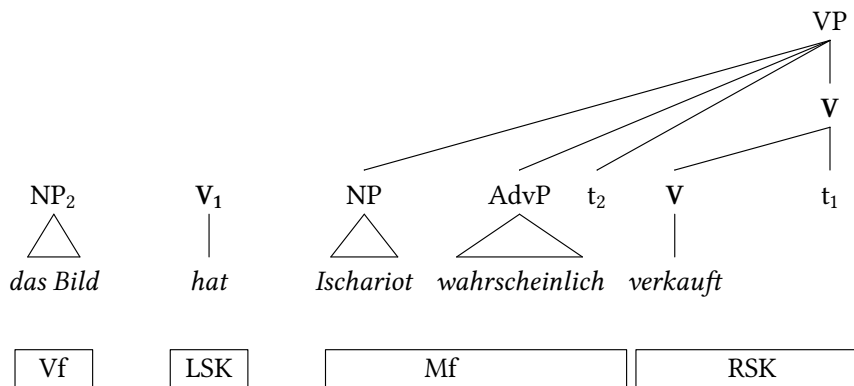 VP
V
NP₂ V₁ NP AdvP t₂ V t₁
das Bild hat Ischariot wahrscheinlich verkauft
Vf LSK Mf RSK